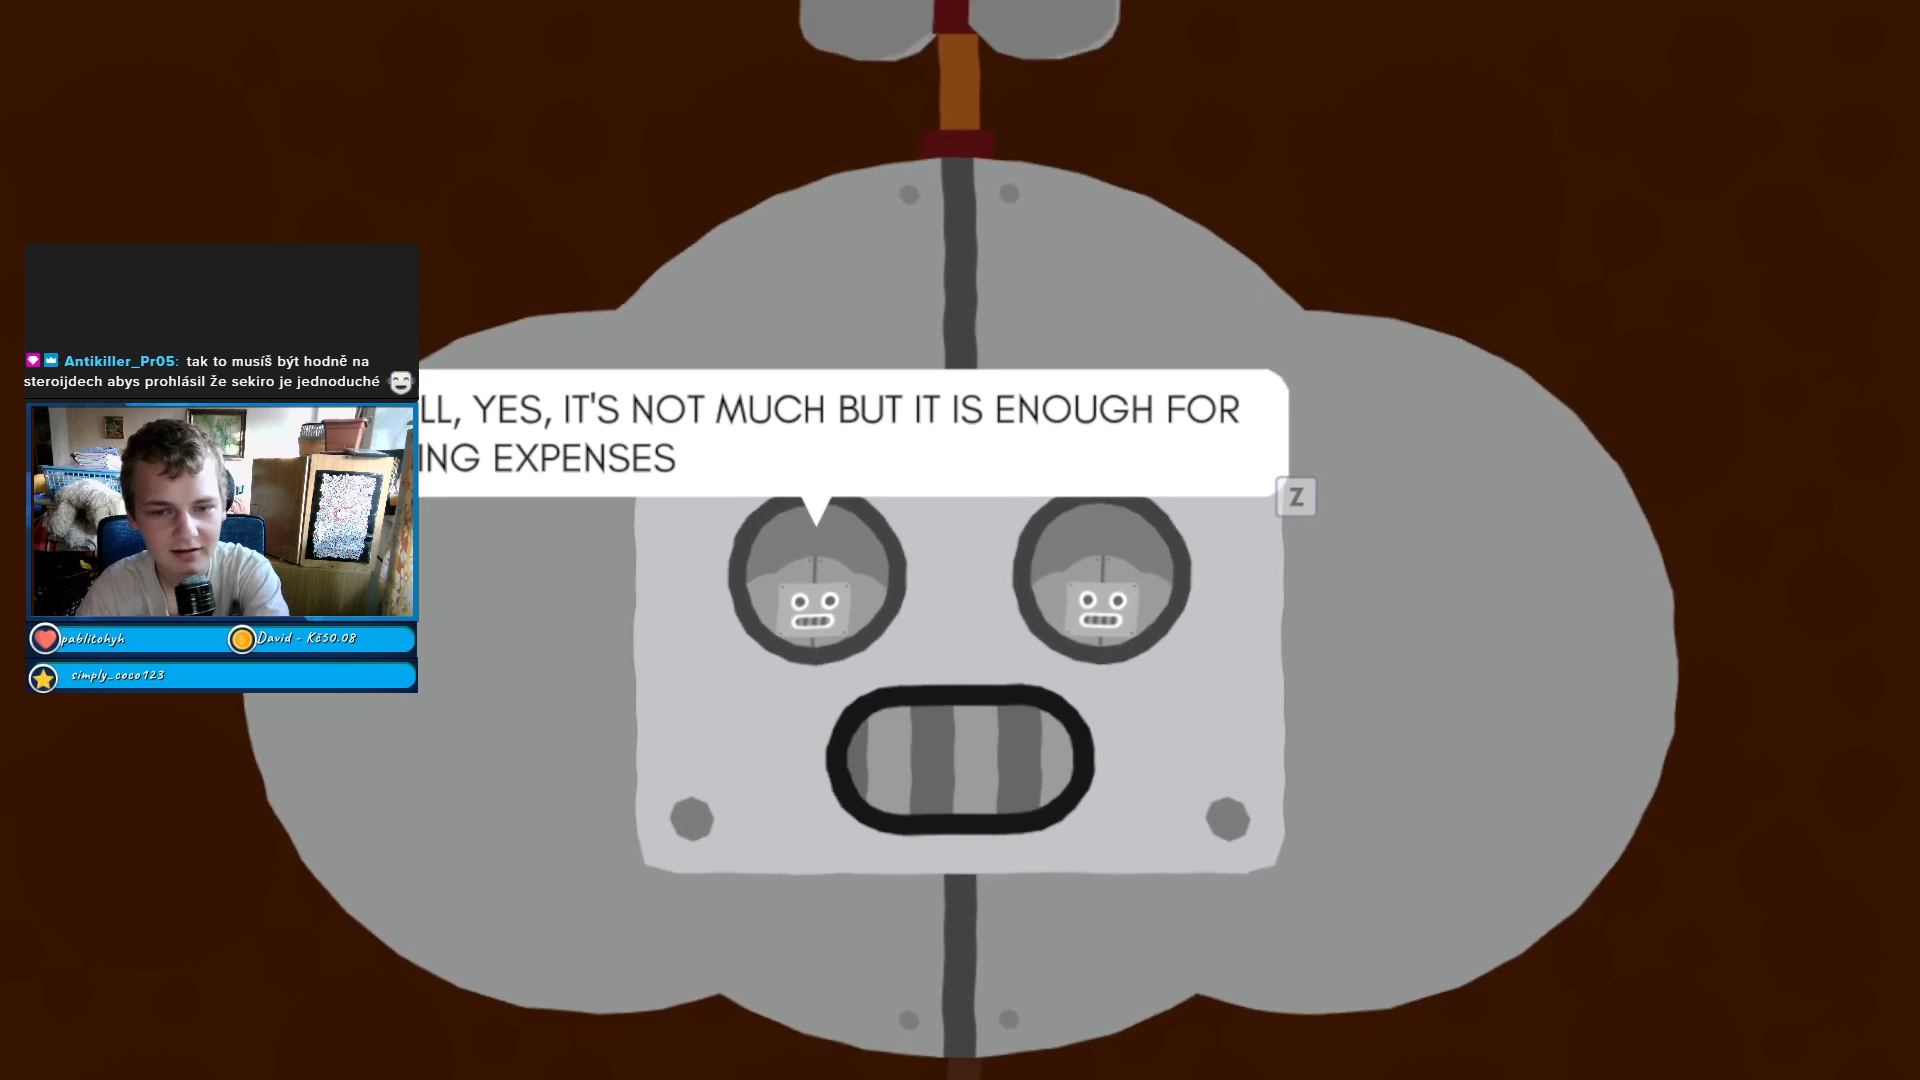 Antikiller_Pr05: tak to musíš být hodně na
steroijdech abys prohlásil že sekiro je jednoduché
LL, YES, IT'S NOT MUCH BUT IT IS ENOUGH FOR
ING EXPENSES
Z
pablitohyh
David - Kč50.08
simply_coco123